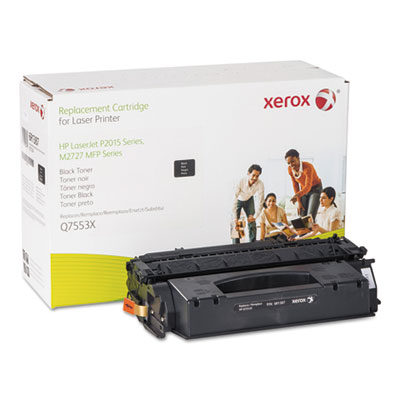 Replacement Cartridge
for Laser Printer
xerox
HP LaserJet P2015 Series,
M2727 MFP Series
Black Toner
Toner noir
Tóner negro
Toner Black
Toner preto
Q7553X
xerox